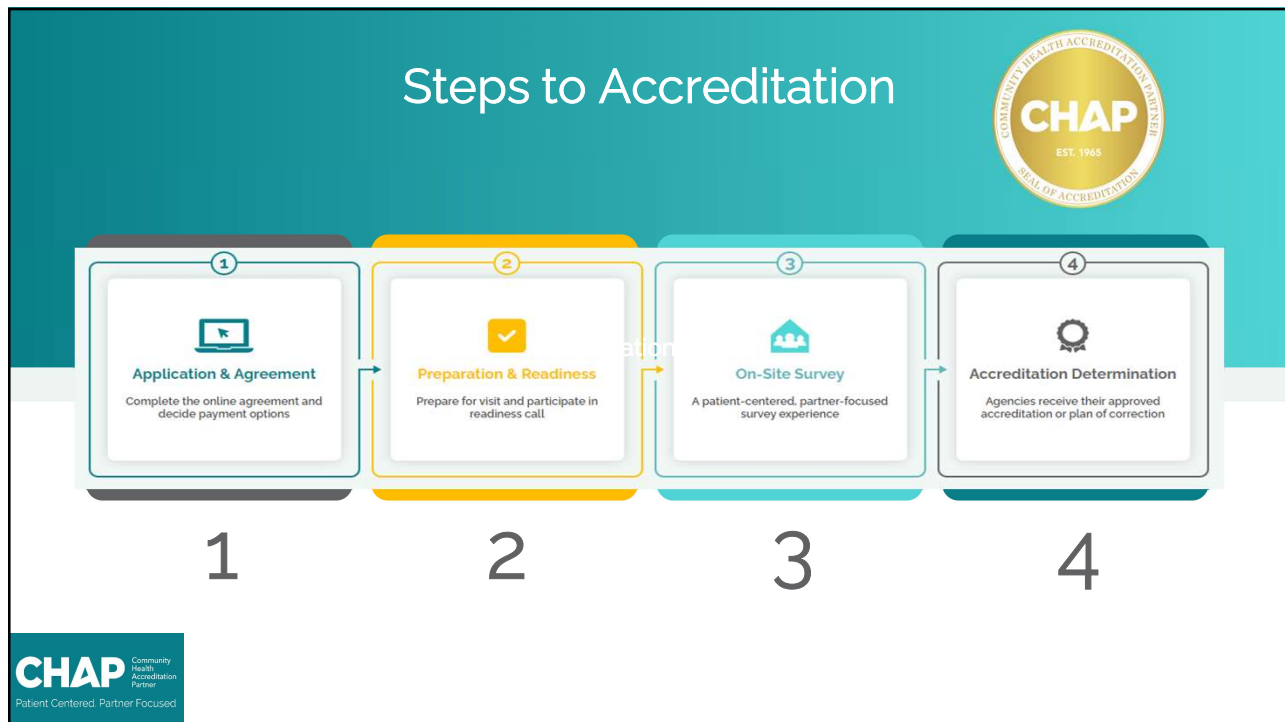 Steps to Accreditation
COMMUNITY HEALTH ACCREDITATION PARTNER
CHAP
EST. 1965
SEAL OF ACCREDITATION
1
Application & Agreement
Complete the online agreement and
decide payment options
2
Preparation & Readiness
Prepare for visit and participate in
readiness call
3
On-Site Survey
A patient-centered, partner-focused
survey experience
4
Accreditation Determination
Agencies receive their approved
accreditation or plan of correction
1
2
3
4
CHAP
Community
Health
Accreditation
Partner
Patient Centered. Partner Focused